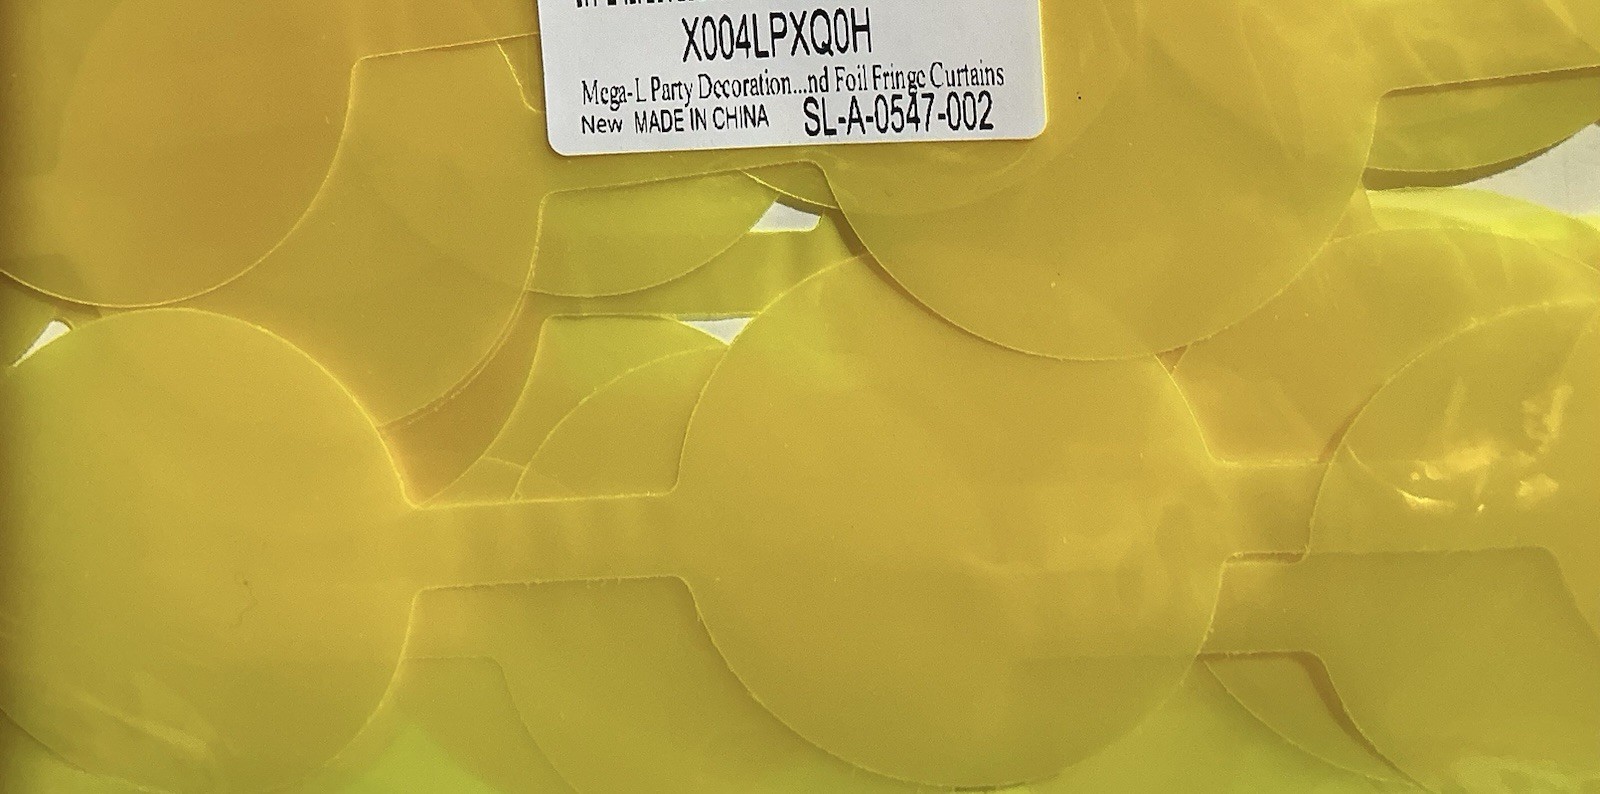 X004LPXQ0H
Mega-L Party Decoration...nd Foil Fringe Curtains
New MADE IN CHINA SL-A-0547-002